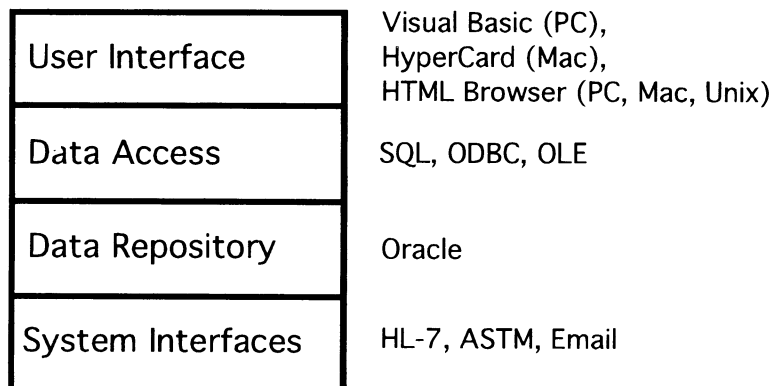 User Interface
Visual Basic (PC),
HyperCard (Mac),
HTML Browser (PC, Mac, Unix)
Data Access
SQL, ODBC, OLE
Data Repository
Oracle
System Interfaces
HL-7, ASTM, Email